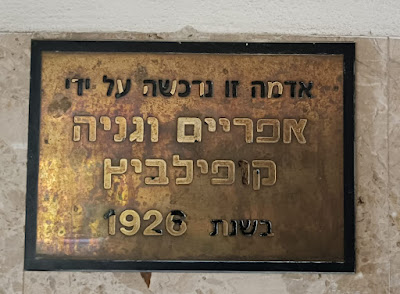 אדמה זו נרכשה על ידי
אפריים וגניה
קופילביץ
בשנת 1926